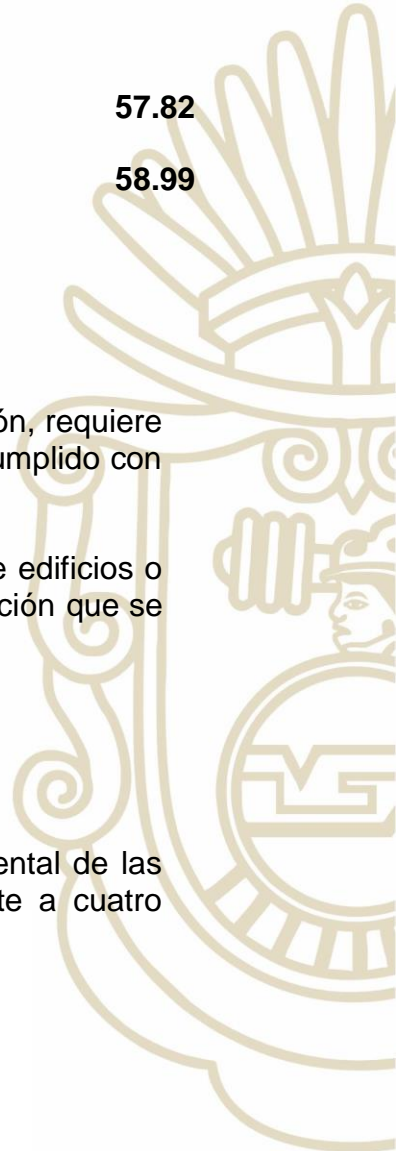 57.82
58.99
ón, requiere
umplido con
e edificios o
ción que se
ental de las
te a cuatro